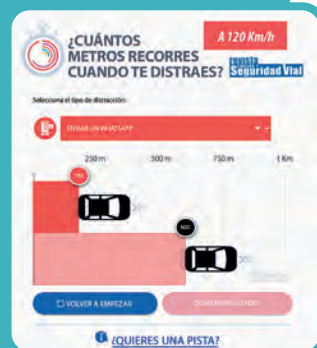 A 120 Km/h
¿CUÁNTOS
METROS RECORRES
CUANDO TE DISTRAES?
revista
Seguridad Vial
Selecciona el tipo de distracción:
ENVIAR UN WHATSAPP
250 m 500 m 750 m 1 Km
600
VOLVER A EMPEZAR
¿QUIERES UNA PISTA?